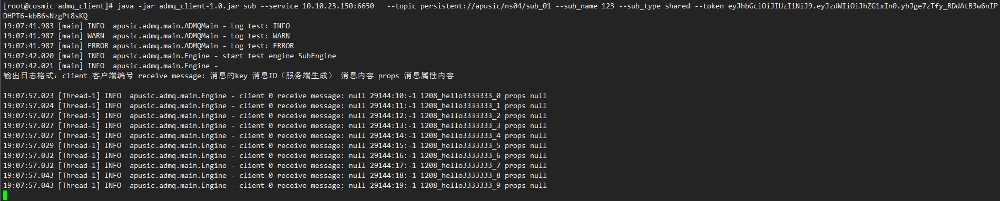 [root@cosmic admq_client]# java -jar admq_client-1.0.jar sub --service 10.10.23.150:6650   --topic persistent://apusic/ns04/sub_01 --sub_name 123 --sub_type shared --token eyJhbGciOiJIUzI1NiJ9.eyJzdWIiOiJhZG1xIn0.ybJge7zTfy_RDdAtB3w6nIP
DHPT6-kbB6sNzgPt8sKQ
19:07:41.983 [main] INFO  apusic.admq.main.ADMQMain - Log test: INFO
19:07:41.987 [main] WARN  apusic.admq.main.ADMQMain - Log test: WARN
19:07:41.987 [main] ERROR apusic.admq.main.ADMQMain - Log test: ERROR
19:07:42.020 [main] INFO  apusic.admq.main.Engine - start test engine SubEngine
19:07:42.021 [main] INFO  apusic.admq.main.Engine -
输出日志格式：client 客户端编号 receive message: 消息的key 消息ID（服务端生成） 消息内容 props 消息属性内容
19:07:57.023 [Thread-1] INFO  apusic.admq.main.Engine - client 0 receive message: null 29144:10:-1 1208_hello3333333_0 props null
19:07:57.024 [Thread-1] INFO  apusic.admq.main.Engine - client 0 receive message: null 29144:11:-1 1208_hello3333333_1 props null
19:07:57.027 [Thread-1] INFO  apusic.admq.main.Engine - client 0 receive message: null 29144:12:-1 1208_hello3333333_2 props null
19:07:57.027 [Thread-1] INFO  apusic.admq.main.Engine - client 0 receive message: null 29144:13:-1 1208_hello3333333_3 props null
19:07:57.027 [Thread-1] INFO  apusic.admq.main.Engine - client 0 receive message: null 29144:14:-1 1208_hello3333333_4 props null
19:07:57.029 [Thread-1] INFO  apusic.admq.main.Engine - client 0 receive message: null 29144:15:-1 1208_hello3333333_5 props null
19:07:57.032 [Thread-1] INFO  apusic.admq.main.Engine - client 0 receive message: null 29144:16:-1 1208_hello3333333_6 props null
19:07:57.032 [Thread-1] INFO  apusic.admq.main.Engine - client 0 receive message: null 29144:17:-1 1208_hello3333333_7 props null
19:07:57.043 [Thread-1] INFO  apusic.admq.main.Engine - client 0 receive message: null 29144:18:-1 1208_hello3333333_8 props null
19:07:57.043 [Thread-1] INFO  apusic.admq.main.Engine - client 0 receive message: null 29144:19:-1 1208_hello3333333_9 props null